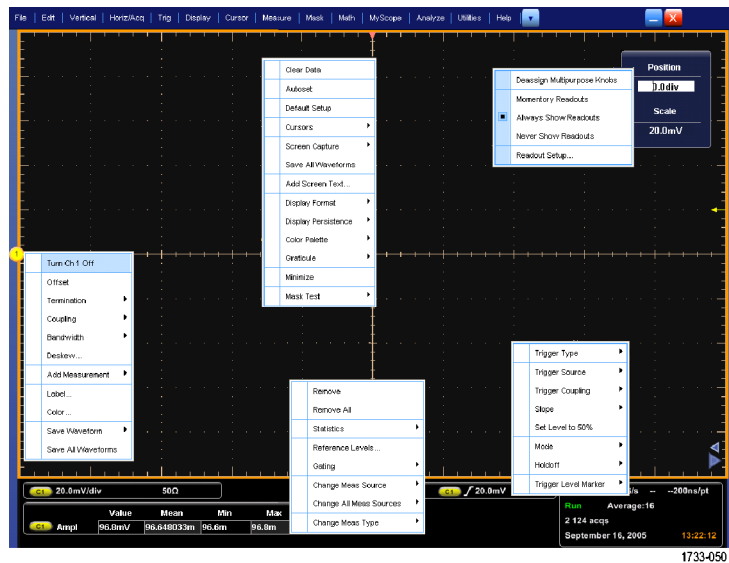 File Edit Vertical Horiz/Acq Trig Display Cursor Measure Mask Math MyScope Analyze Utilities Help
X
Clear Data
Autoset
Default Setup
Cursors
Screen Capture
Save All Waveforms
Add Screen Text...
Display Format
Display Persistence
Color Palette
Graticule
Minimize
Mask Test
Deassign Multipurpose Knobs
Momentory Readouts
Always Show Readouts
Never Show Readouts
Readout Setup...
Position
0.0div
Scale
20.0mV
1
Turn Ch 1 Off
Offset
Termination
Coupling
Bandwidth
Deskew...
Add Measurement
Label...
Color...
Save Waveform
Save All Waveforms
Remove
Remove All
Statistics
Reference Levels...
Gating
Change Meas Source
Change All Meas Sources
Change Meas Type
Trigger Type
Trigger Source
Trigger Coupling
Slope
Set Level to 50%
Mode
Holdoff
Trigger Level Marker
C1 20.0mV/div 50Ω
Value Mean Min Max
C1 Ampl 96.8mV 96.648033m 96.6m 96.8m
C1 20.0mV
/s -- --200ns/pt
Run Average:16
2 124 acqs
September 16, 2005 13:22:12
1733-050